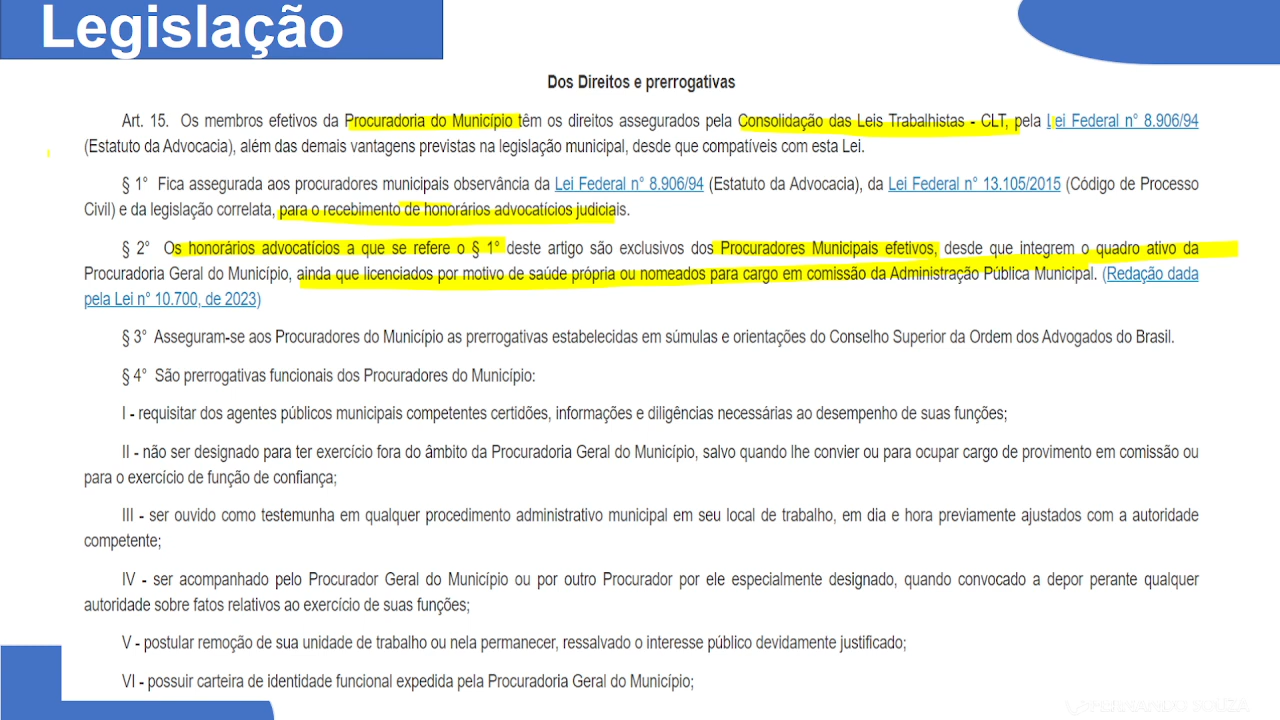 Legislação
Dos Direitos e prerrogativas
Art. 15. Os membros efetivos da Procuradoria do Município têm os direitos assegurados pela Consolidação das Leis Trabalhistas - CLT, pela Lei Federal n° 8.906/94
(Estatuto da Advocacia), além das demais vantagens previstas na legislação municipal, desde que compatíveis com esta Lei.
§ 1° Fica assegurada aos procuradores municipais observância da Lei Federal n° 8.906/94 (Estatuto da Advocacia), da Lei Federal n° 13.105/2015 (Código de Processo
Civil) e da legislação correlata, para o recebimento de honorários advocatícios judiciais.
§ 2° Os honorários advocatícios a que se refere o § 1° deste artigo são exclusivos dos Procuradores Municipais efetivos, desde que integrem o quadro ativo da
Procuradoria Geral do Município, ainda que licenciados por motivo de saúde própria ou nomeados para cargo em comissão da Administração Pública Municipal. (Redação dada
pela Lei n° 10.700, de 2023)
§ 3° Asseguram-se aos Procuradores do Município as prerrogativas estabelecidas em súmulas e orientações do Conselho Superior da Ordem dos Advogados do Brasil.
§ 4° São prerrogativas funcionais dos Procuradores do Município:
I - requisitar dos agentes públicos municipais competentes certidões, informações e diligências necessárias ao desempenho de suas funções;
II - não ser designado para ter exercício fora do âmbito da Procuradoria Geral do Município, salvo quando lhe convier ou para ocupar cargo de provimento em comissão ou
para o exercício de função de confiança;
III - ser ouvido como testemunha em qualquer procedimento administrativo municipal em seu local de trabalho, em dia e hora previamente ajustados com a autoridade
competente;
IV - ser acompanhado pelo Procurador Geral do Município ou por outro Procurador por ele especialmente designado, quando convocado a depor perante qualquer
autoridade sobre fatos relativos ao exercício de suas funções;
V - postular remoção de sua unidade de trabalho ou nela permanecer, ressalvado o interesse público devidamente justificado;
VI - possuir carteira de identidade funcional expedida pela Procuradoria Geral do Município;